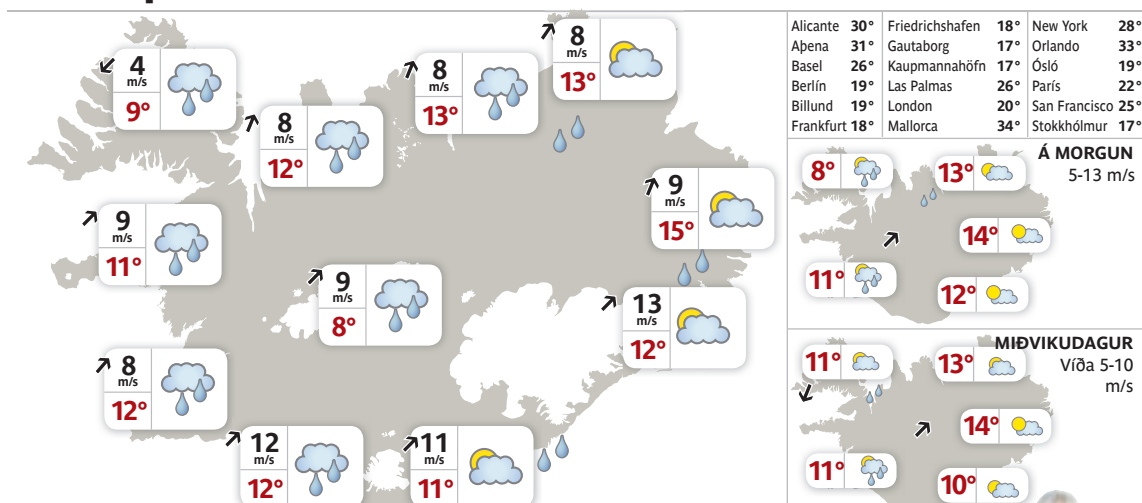 8
m/s
13°
4
m/s
9°
8
m/s
13°
8
m/s
12°
9
m/s
15°
9
m/s
11°
9
m/s
8°
13
m/s
12°
8
m/s
12°
12
m/s
12°
11
m/s
11°
Alicante 30°
Aþena 31°
Basel 26°
Berlín 19°
Billund 19°
Frankfurt 18°
Friedrichshafen 18°
Gautaborg 17°
Kaupmannahöfn 17°
Las Palmas 26°
London 20°
Mallorca 34°
New York 28°
Orlando 33°
Ósló 19°
París 22°
San Francisco 25°
Stokkhólmur 17°
Á MORGUN
5-13 m/s
8°
13°
14°
11°
12°
MIÐVIKUDAGUR
Víða 5-10
m/s
11°
13°
14°
11°
10°